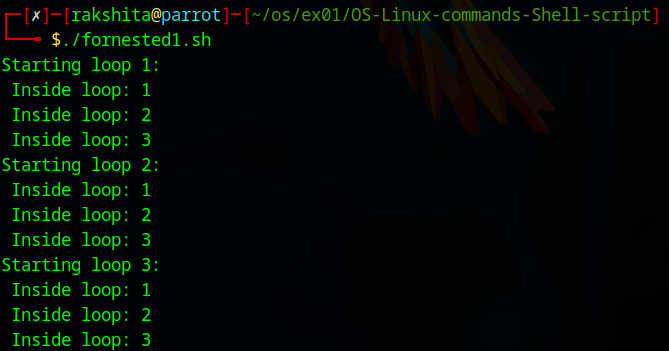 ┌─[✗]─[rakshita@parrot]─[~/os/ex01/OS-Linux-commands-Shell-script]
└──╼ $./fornested1.sh
Starting loop 1:
 Inside loop: 1
 Inside loop: 2
 Inside loop: 3
Starting loop 2:
 Inside loop: 1
 Inside loop: 2
 Inside loop: 3
Starting loop 3:
 Inside loop: 1
 Inside loop: 2
 Inside loop: 3